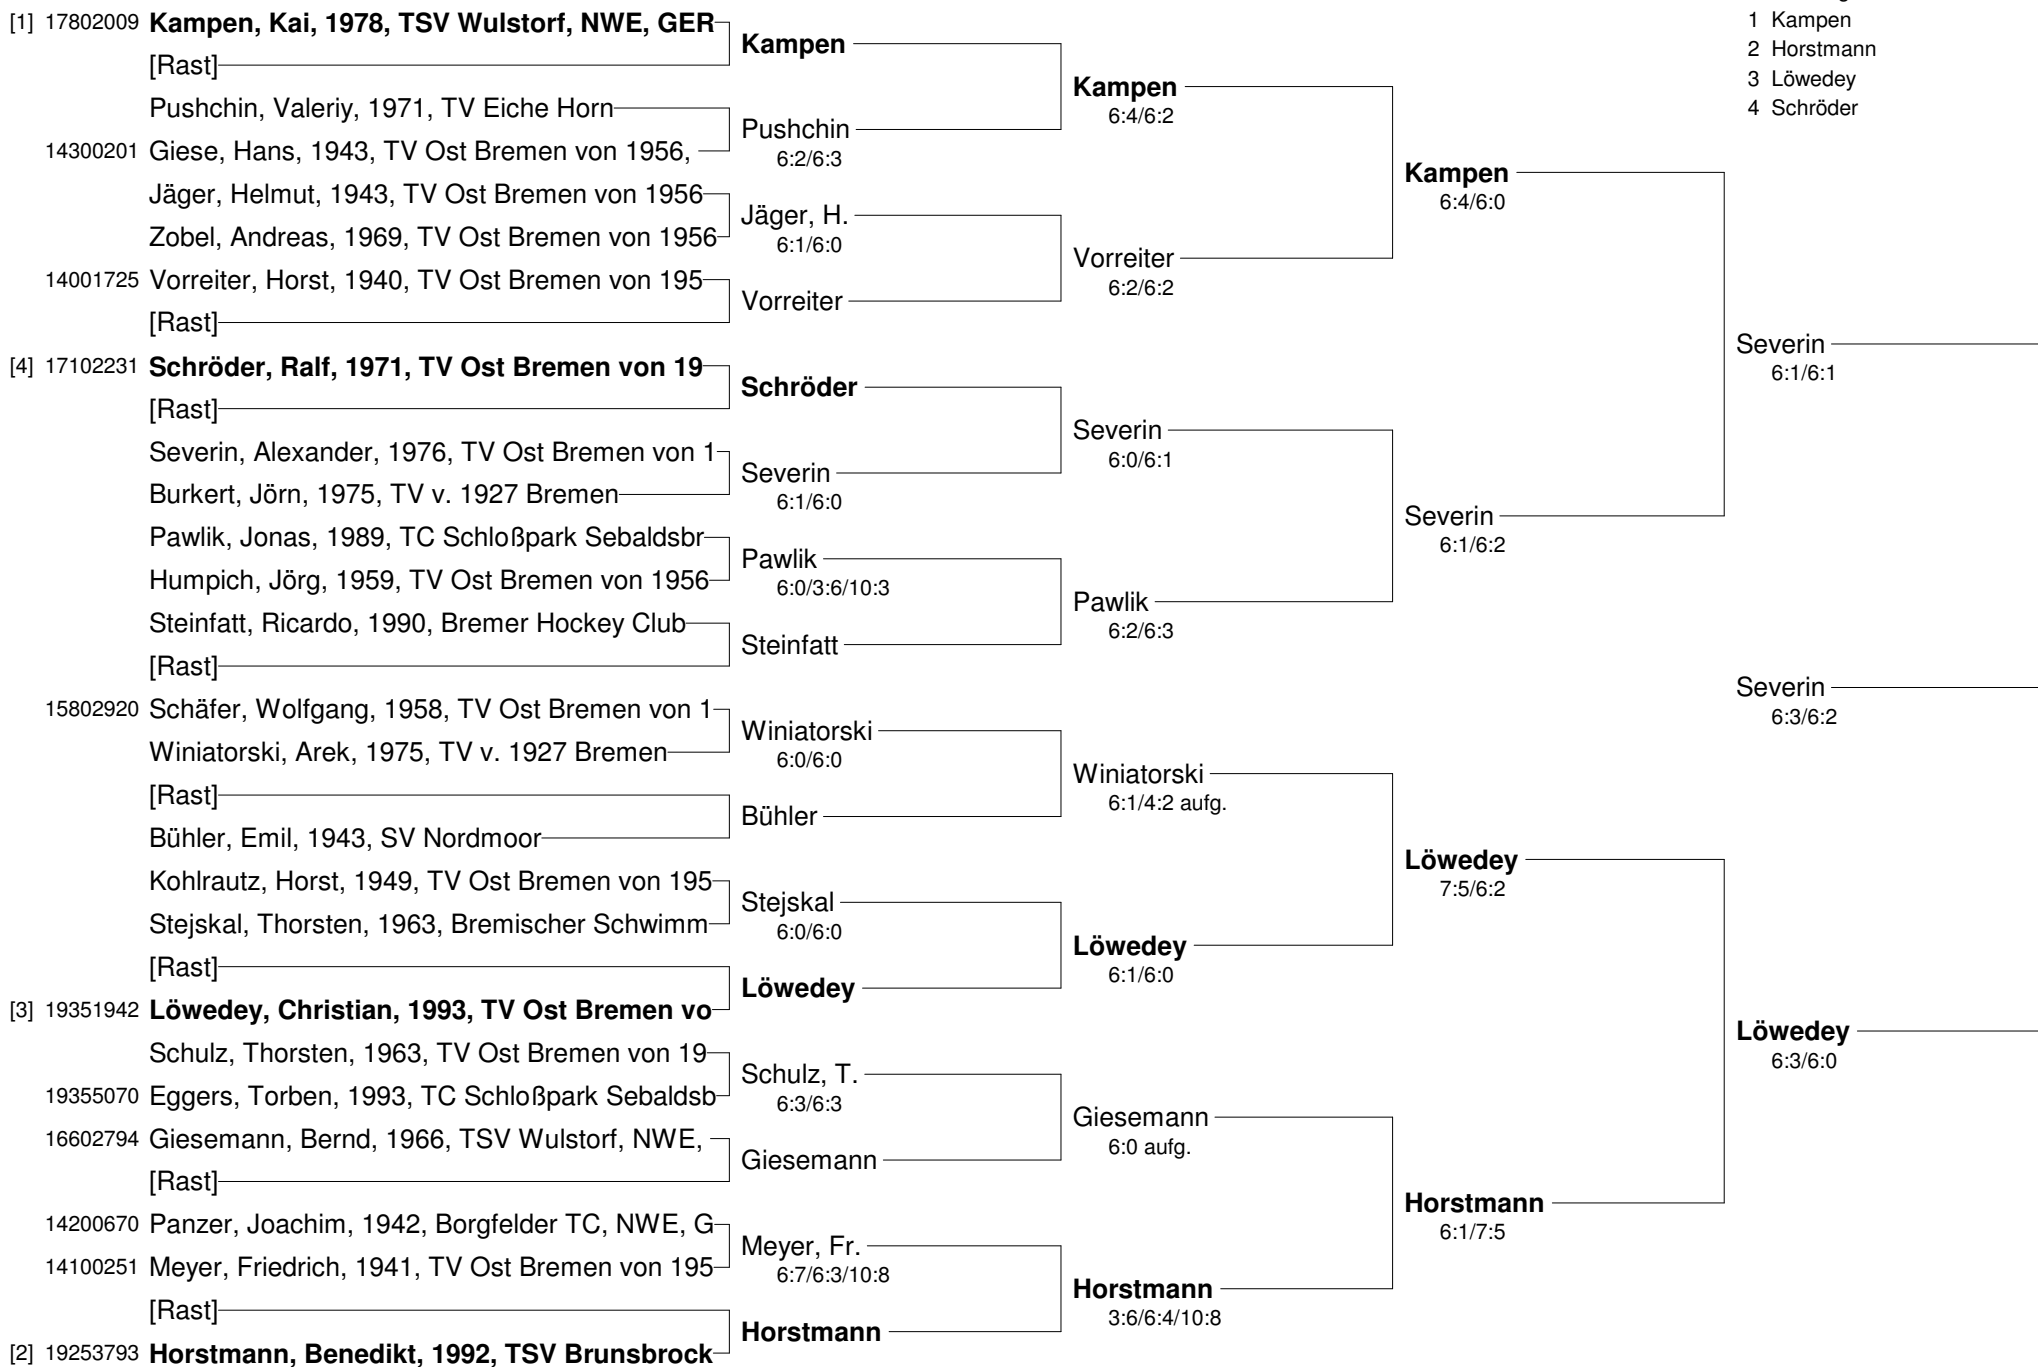 [1] 17802009 Kampen, Kai, 1978, TSV Wulstorf, NWE, GER
[Rast]
Pushchin, Valeriy, 1971, TV Eiche Horn
14300201 Giese, Hans, 1943, TV Ost Bremen von 1956,
Jäger, Helmut, 1943, TV Ost Bremen von 1956
Zobel, Andreas, 1969, TV Ost Bremen von 1956
14001725 Vorreiter, Horst, 1940, TV Ost Bremen von 195
[Rast]
[4] 17102231 Schröder, Ralf, 1971, TV Ost Bremen von 19
[Rast]
Severin, Alexander, 1976, TV Ost Bremen von 1
Burkert, Jörn, 1975, TV v. 1927 Bremen
Pawlik, Jonas, 1989, TC Schloßpark Sebaldsbr
Humpich, Jörg, 1959, TV Ost Bremen von 1956
Steinfatt, Ricardo, 1990, Bremer Hockey Club
[Rast]
15802920 Schäfer, Wolfgang, 1958, TV Ost Bremen von 1
Winiatorski, Arek, 1975, TV v. 1927 Bremen
[Rast]
Bühler, Emil, 1943, SV Nordmoor
Kohlrautz, Horst, 1949, TV Ost Bremen von 195
Stejskal, Thorsten, 1963, Bremischer Schwimm
[Rast]
[3] 19351942 Löwedey, Christian, 1993, TV Ost Bremen vo
Schulz, Thorsten, 1963, TV Ost Bremen von 19
19355070 Eggers, Torben, 1993, TC Schloßpark Sebaldsb
16602794 Giesemann, Bernd, 1966, TSV Wulstorf, NWE,
[Rast]
14200670 Panzer, Joachim, 1942, Borgfelder TC, NWE, G
14100251 Meyer, Friedrich, 1941, TV Ost Bremen von 195
[Rast]
[2] 19253793 Horstmann, Benedikt, 1992, TSV Brunsbrock
Kampen
Pushchin
6:2/6:3
Jäger, H.
6:1/6:0
Vorreiter
Schröder
Severin
6:1/6:0
Pawlik
6:0/3:6/10:3
Steinfatt
Winiatorski
6:0/6:0
Bühler
Stejskal
6:0/6:0
Löwedey
Schulz, T.
6:3/6:3
Giesemann
Meyer, Fr.
6:7/6:3/10:8
Horstmann
Kampen
6:4/6:2
Vorreiter
6:2/6:2
Severin
6:0/6:1
Pawlik
6:2/6:3
Winiatorski
6:1/4:2 aufg.
Löwedey
6:1/6:0
Giesemann
6:0 aufg.
Horstmann
3:6/6:4/10:8
Kampen
6:4/6:0
Severin
6:1/6:2
Löwedey
7:5/6:2
Horstmann
6:1/7:5
1 Kampen
2 Horstmann
3 Löwedey
4 Schröder
Severin
6:1/6:1
Severin
6:3/6:2
Löwedey
6:3/6:0